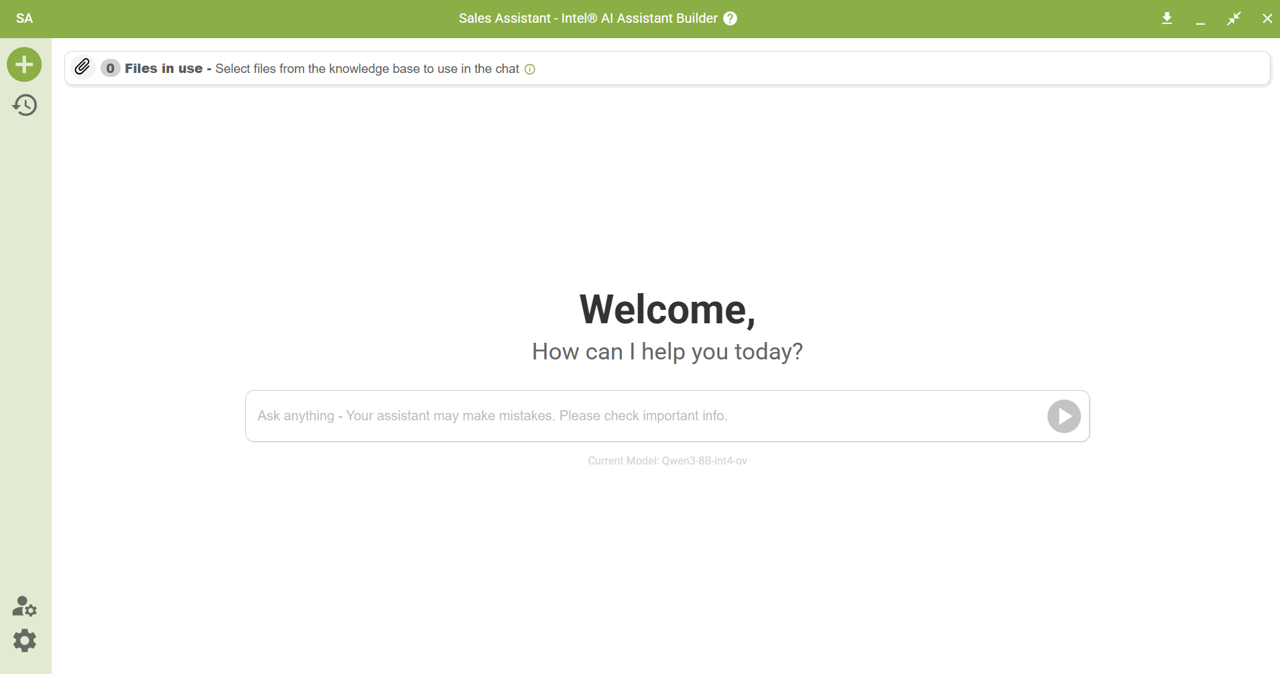 SA
Sales Assistant - Intel® AI Assistant Builder ?
0 Files in use - Select files from the knowledge base to use in the chat
Welcome,
How can I help you today?
Ask anything - Your assistant may make mistakes. Please check important info.
Current Model: Qwen3-8B-int4-ov